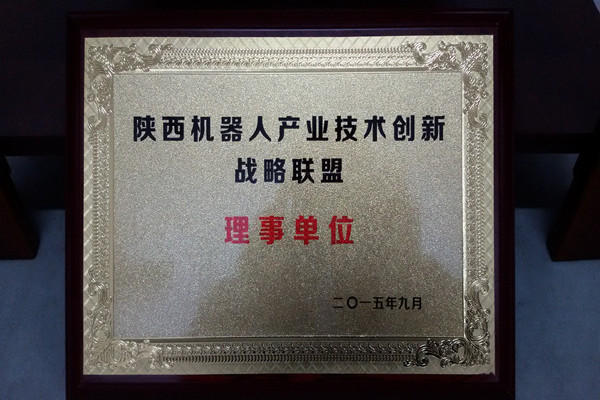 陕西机器人产业技术创新
战略联盟
理事单位
二〇一五年九月